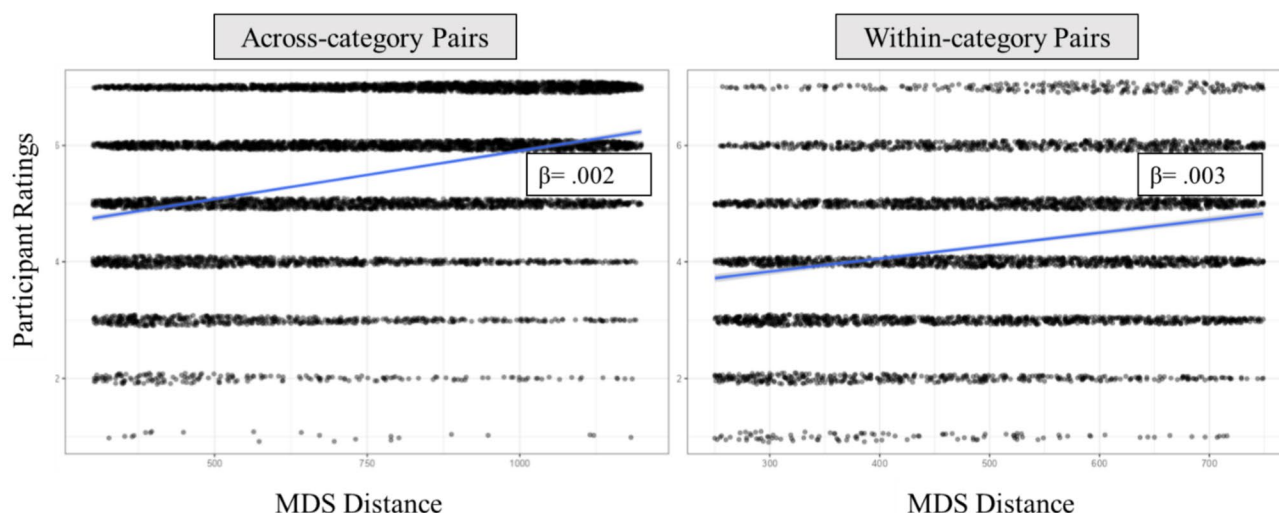 Across-category Pairs
Within-category Pairs
Participant Ratings
6
4
2
β= .002
500
750
1000
MDS Distance
6
4
2
β= .003
300
400
500
600
700
MDS Distance